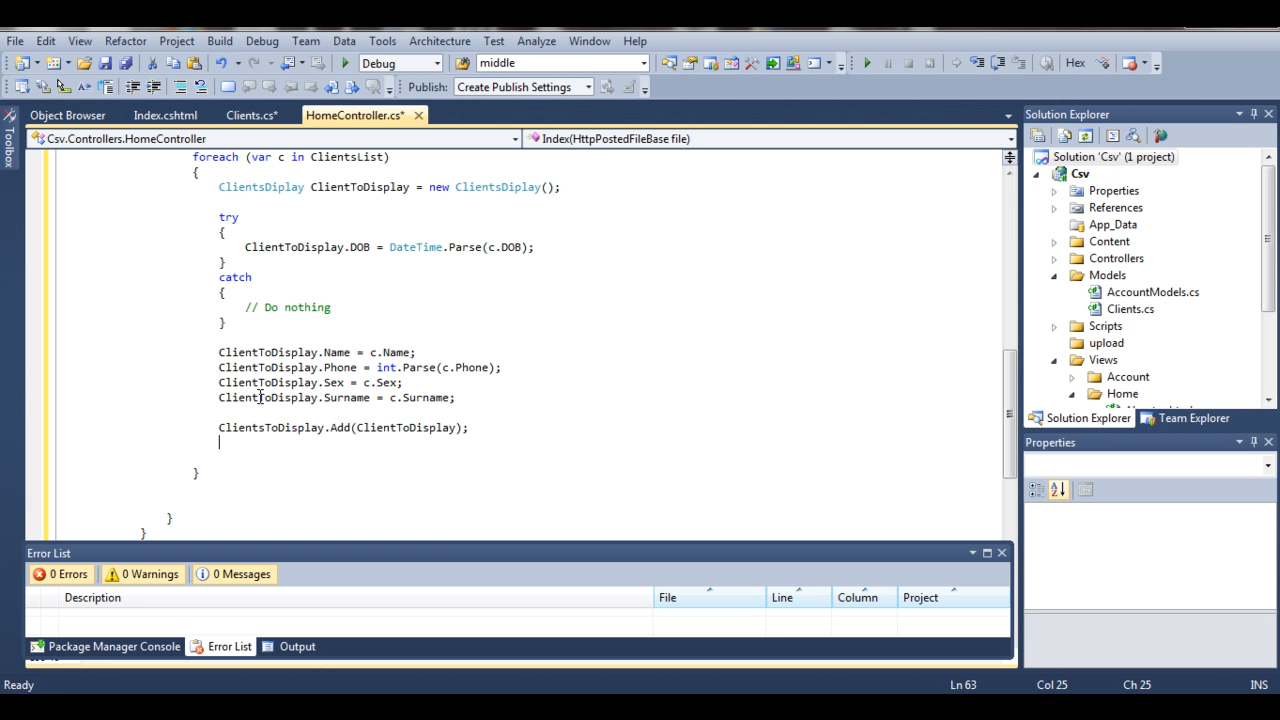 File Edit View Refactor Project Build Debug Team Data Tools Architecture Test Analyze Window Help
Debug middle Hex
Publish: Create Publish Settings
Object Browser Index.cshtml Clients.cs* HomeController.cs*
Csv.Controllers.HomeController Index(HttpPostedFileBase file)
Toolbox
foreach (var c in ClientsList)
{
ClientsDiplay ClientToDisplay = new ClientsDiplay();
try
{
ClientToDisplay.DOB = DateTime.Parse(c.DOB);
}
catch
{
// Do nothing
}
ClientToDisplay.Name = c.Name;
ClientToDisplay.Phone = int.Parse(c.Phone);
ClientToDisplay.Sex = c.Sex;
ClientToDisplay.Surname = c.Surname;
ClientsToDisplay.Add(ClientToDisplay);
}
}
}
Solution Explorer
Solution 'Csv' (1 project)
Csv
Properties
References
App_Data
Content
Controllers
Models
AccountModels.cs
Clients.cs
Scripts
upload
Views
Account
Home
Solution Explorer Team Explorer
Properties
Error List
0 Errors 0 Warnings 0 Messages
Description File Line Column Project
Package Manager Console Error List Output
Ready Ln 63 Col 25 Ch 25 INS